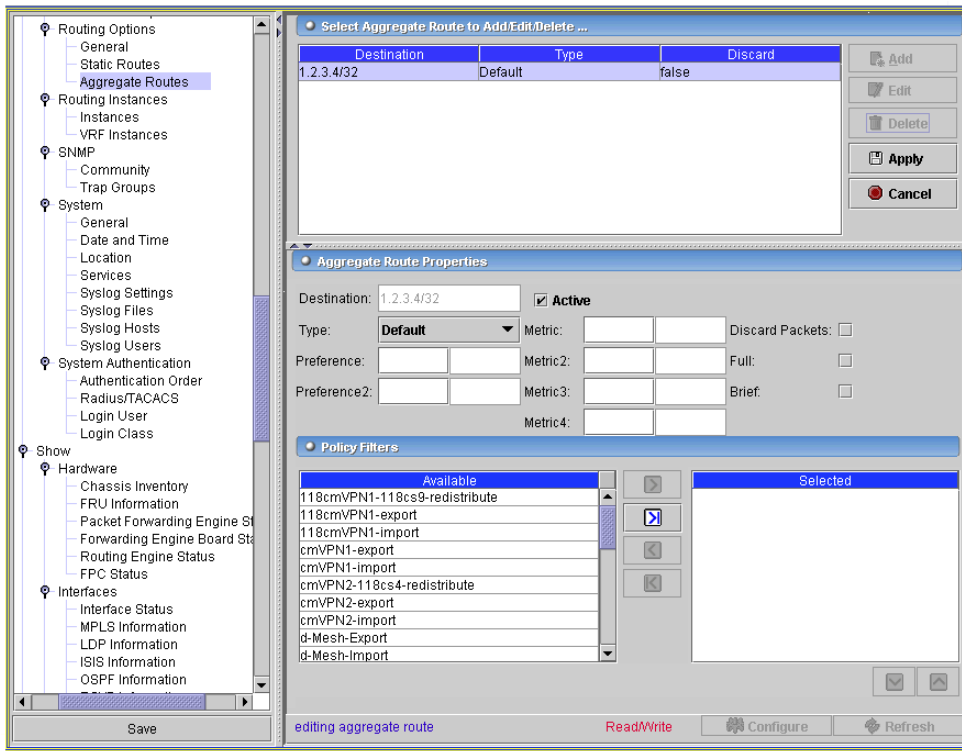 Routing Options
General
Static Routes
Aggregate Routes
Routing Instances
Instances
VRF Instances
SNMP
Community
Trap Groups
System
General
Date and Time
Location
Services
Syslog Settings
Syslog Files
Syslog Hosts
Syslog Users
System Authentication
Authentication Order
Radius/TACACS
Login User
Login Class
Show
Hardware
Chassis Inventory
FRU Information
Packet Forwarding Engine St
Forwarding Engine Board Sta
Routing Engine Status
FPC Status
Interfaces
Interface Status
MPLS Information
LDP Information
ISIS Information
OSPF Information
Save
Select Aggregate Route to Add/Edit/Delete ...
Destination Type Discard
1.2.3.4/32 Default false
Add
Edit
Delete
Apply
Cancel
Aggregate Route Properties
Destination: 1.2.3.4/32 Active
Type: Default Metric: Discard Packets:
Preference: Metric2: Full:
Preference2: Metric3: Brief:
Metric4:
Policy Filters
Available
118cmVPN1-118cs9-redistribute
118cmVPN1-export
118cmVPN1-import
cmVPN1-export
cmVPN1-import
cmVPN2-118cs4-redistribute
cmVPN2-export
cmVPN2-import
d-Mesh-Export
d-Mesh-Import
Selected
editing aggregate route Read/Write Configure Refresh